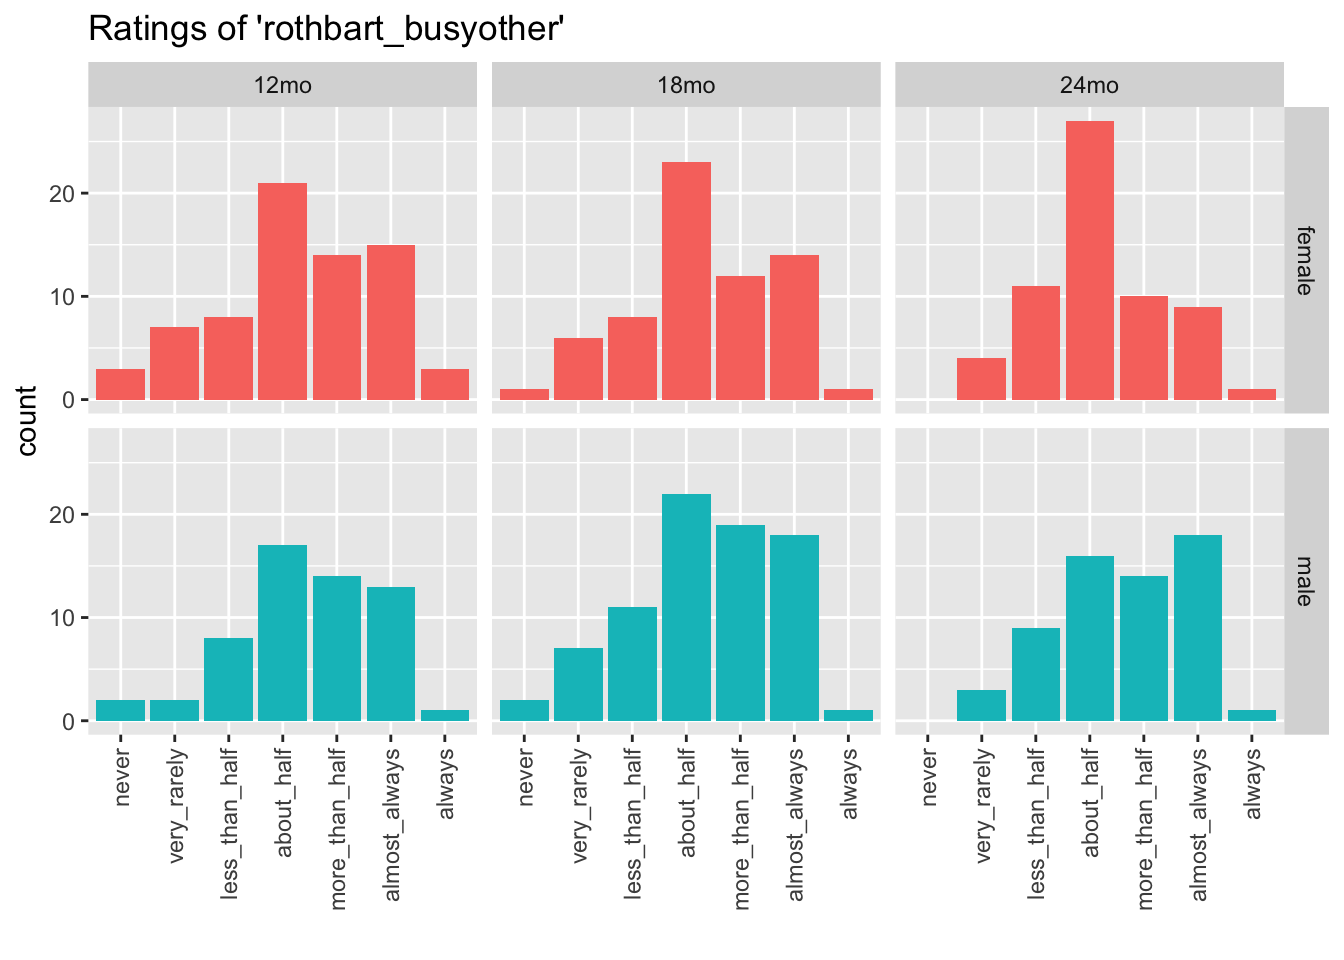 Ratings of 'rothbart_busyother'
12mo 18mo 24mo
female
male
count
20
10
0
20
10
0
never very_rarely less_than_half about_half more_than_half almost_always always
never very_rarely less_than_half about_half more_than_half almost_always always
never very_rarely less_than_half about_half more_than_half almost_always always